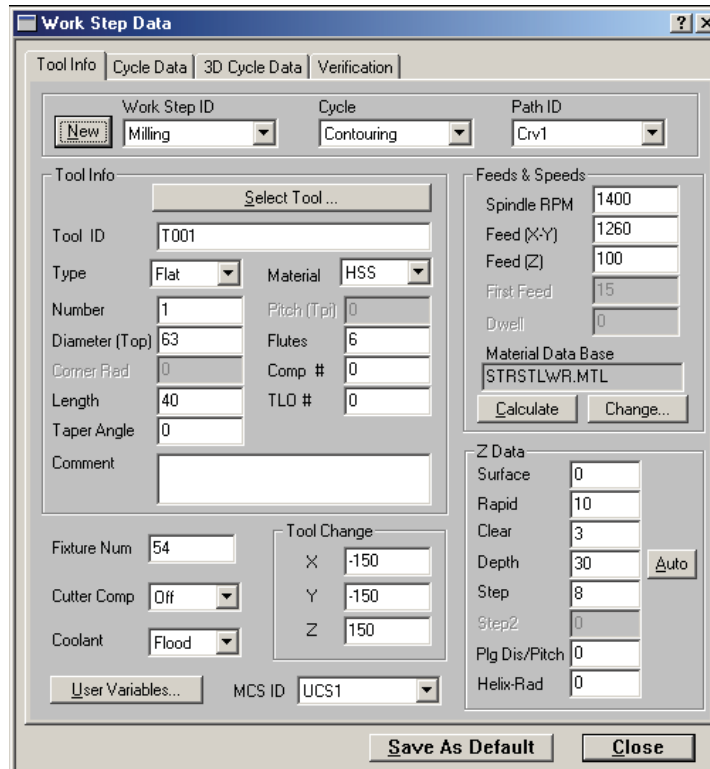 Work Step Data
Tool Info Cycle Data 3D Cycle Data Verification
Work Step ID Cycle Path ID
New Milling Contouring Crv1
Tool Info
Select Tool ...
Tool ID T001
Type Flat Material HSS
Number 1 Pitch (Tpi) 0
Diameter (Top) 63 Flutes 6
Corner Rad 0 Comp # 0
Length 40 TLO # 0
Taper Angle 0
Comment
Feeds & Speeds
Spindle RPM 1400
Feed (X-Y) 1260
Feed (Z) 100
First Feed 15
Dwell 0
Material Data Base
STRSTLWR.MTL
Calculate Change...
Fixture Num 54
Cutter Comp Off
Coolant Flood
Tool Change
X -150
Y -150
Z 150
Z Data
Surface 0
Rapid 10
Clear 3
Depth 30 Auto
Step 8
Step2 0
Plg Dis/Pitch 0
Helix-Rad 0
User Variables... MCS ID UCS1
Save As Default Close